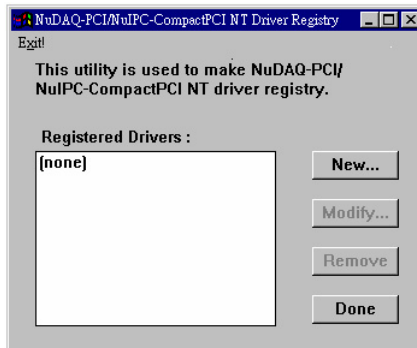 NuDAQ-PCI/NuIPC-CompactPCI NT Driver Registry
Exit!
This utility is used to make NuDAQ-PCI/
NuIPC-CompactPCI NT driver registry.
Registered Drivers :
(none)
New...
Modify...
Remove
Done